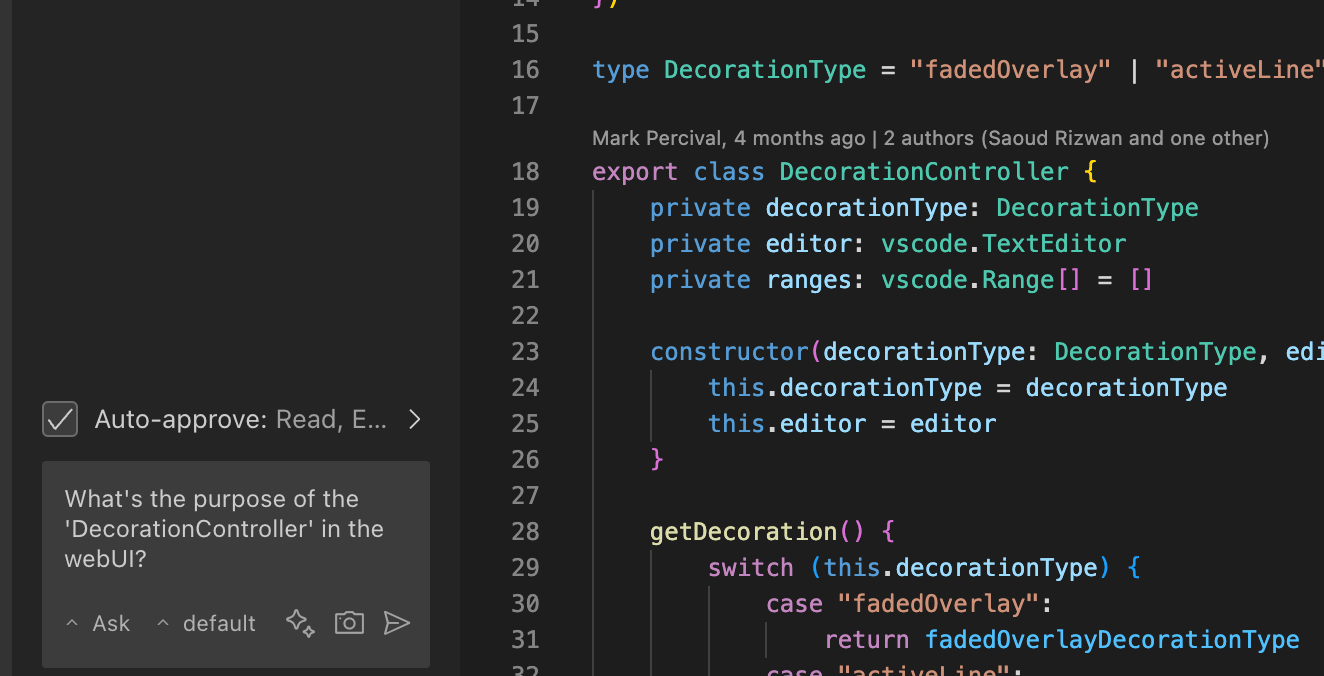 Auto-approve: Read, E...
What's the purpose of the
'DecorationController' in the
webUI?
Ask default
14 })
15
16 type DecorationType = "fadedOverlay" | "activeLine"
17
Mark Percival, 4 months ago | 2 authors (Saoud Rizwan and one other)
18 export class DecorationController {
19 private decorationType: DecorationType
20 private editor: vscode.TextEditor
21 private ranges: vscode.Range[] = []
22
23 constructor(decorationType: DecorationType, edi
24 this.decorationType = decorationType
25 this.editor = editor
26 }
27
28 getDecoration() {
29 switch (this.decorationType) {
30 case "fadedOverlay":
31 return fadedOverlayDecorationType
32 case "activeLine":